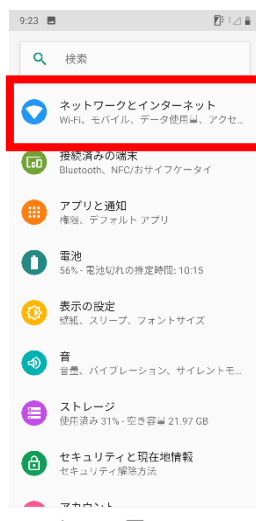 9:23
検索
ネットワークとインターネット
Wi-Fi、モバイル、データ使用量、アクセ...
接続済みの端末
Bluetooth、NFC/おサイフケータイ
アプリと通知
権限、デフォルト アプリ
電池
56% - 電池切れの推定時間: 10:15
表示の設定
壁紙、スリープ、フォントサイズ
音
音量、バイブレーション、サイレントモ...
ストレージ
使用済み 31% - 空き容量 21.97 GB
セキュリティと現在地情報
セキュリティ解除方法
アカウント